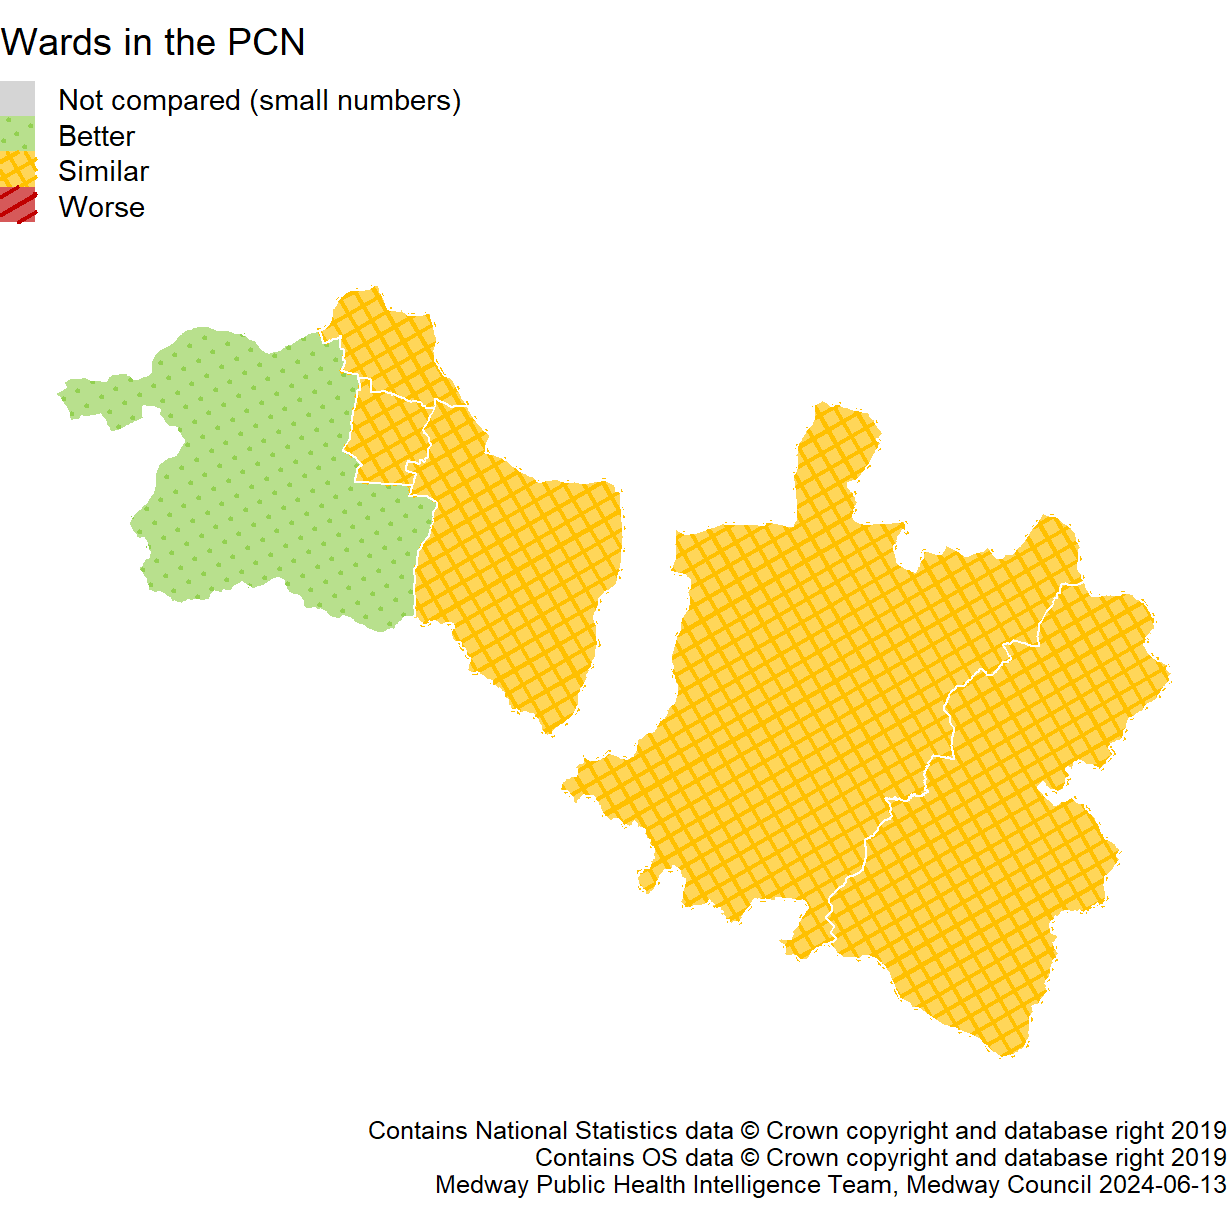 Wards in the PCN
Not compared (small numbers)
Better
Similar
Worse
Contains National Statistics data © Crown copyright and database right 2019
Contains OS data © Crown copyright and database right 2019
Medway Public Health Intelligence Team, Medway Council 2024-06-13